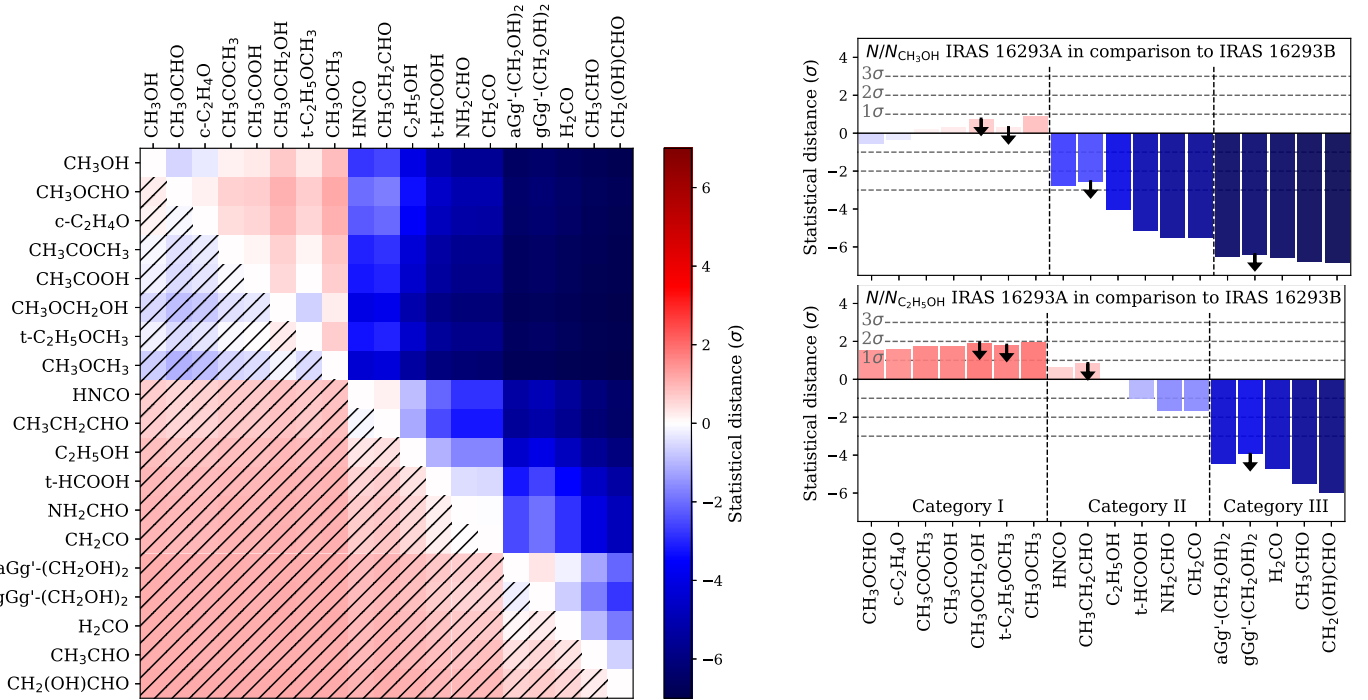 CH₃OH
CH₃OCHO
c-C₂H₄O
CH₃COCH₃
CH₃COOH
CH₃OCH₂OH
t-C₂H₅OCH₃
CH₃OCH₃
HNCO
CH₃CH₂CHO
C₂H₅OH
t-HCOOH
NH₂CHO
CH₂CO
aGg'-(CH₂OH)₂
gGg'-(CH₂OH)₂
H₂CO
CH₃CHO
CH₂(OH)CHO
CH₃OH
CH₃OCHO
c-C₂H₄O
CH₃COCH₃
CH₃COOH
CH₃OCH₂OH
t-C₂H₅OCH₃
CH₃OCH₃
HNCO
CH₃CH₂CHO
C₂H₅OH
t-HCOOH
NH₂CHO
CH₂CO
aGg'-(CH₂OH)₂
gGg'-(CH₂OH)₂
H₂CO
CH₃CHO
CH₂(OH)CHO
6
4
2
0
−2
−4
−6
Statistical distance (σ)
N/N_CH₃OH IRAS 16293A in comparison to IRAS 16293B
Statistical distance (σ)
4
2
0
−2
−4
−6
3σ
2σ
1σ
N/N_C₂H₅OH IRAS 16293A in comparison to IRAS 16293B
Statistical distance (σ)
4
2
0
−2
−4
−6
3σ
2σ
1σ
Category I
Category II
Category III
CH₃OCHO
c-C₂H₄O
CH₃COCH₃
CH₃COOH
CH₃OCH₂OH
t-C₂H₅OCH₃
CH₃OCH₃
HNCO
CH₃CH₂CHO
C₂H₅OH
t-HCOOH
NH₂CHO
CH₂CO
aGg'-(CH₂OH)₂
gGg'-(CH₂OH)₂
H₂CO
CH₃CHO
CH₂(OH)CHO